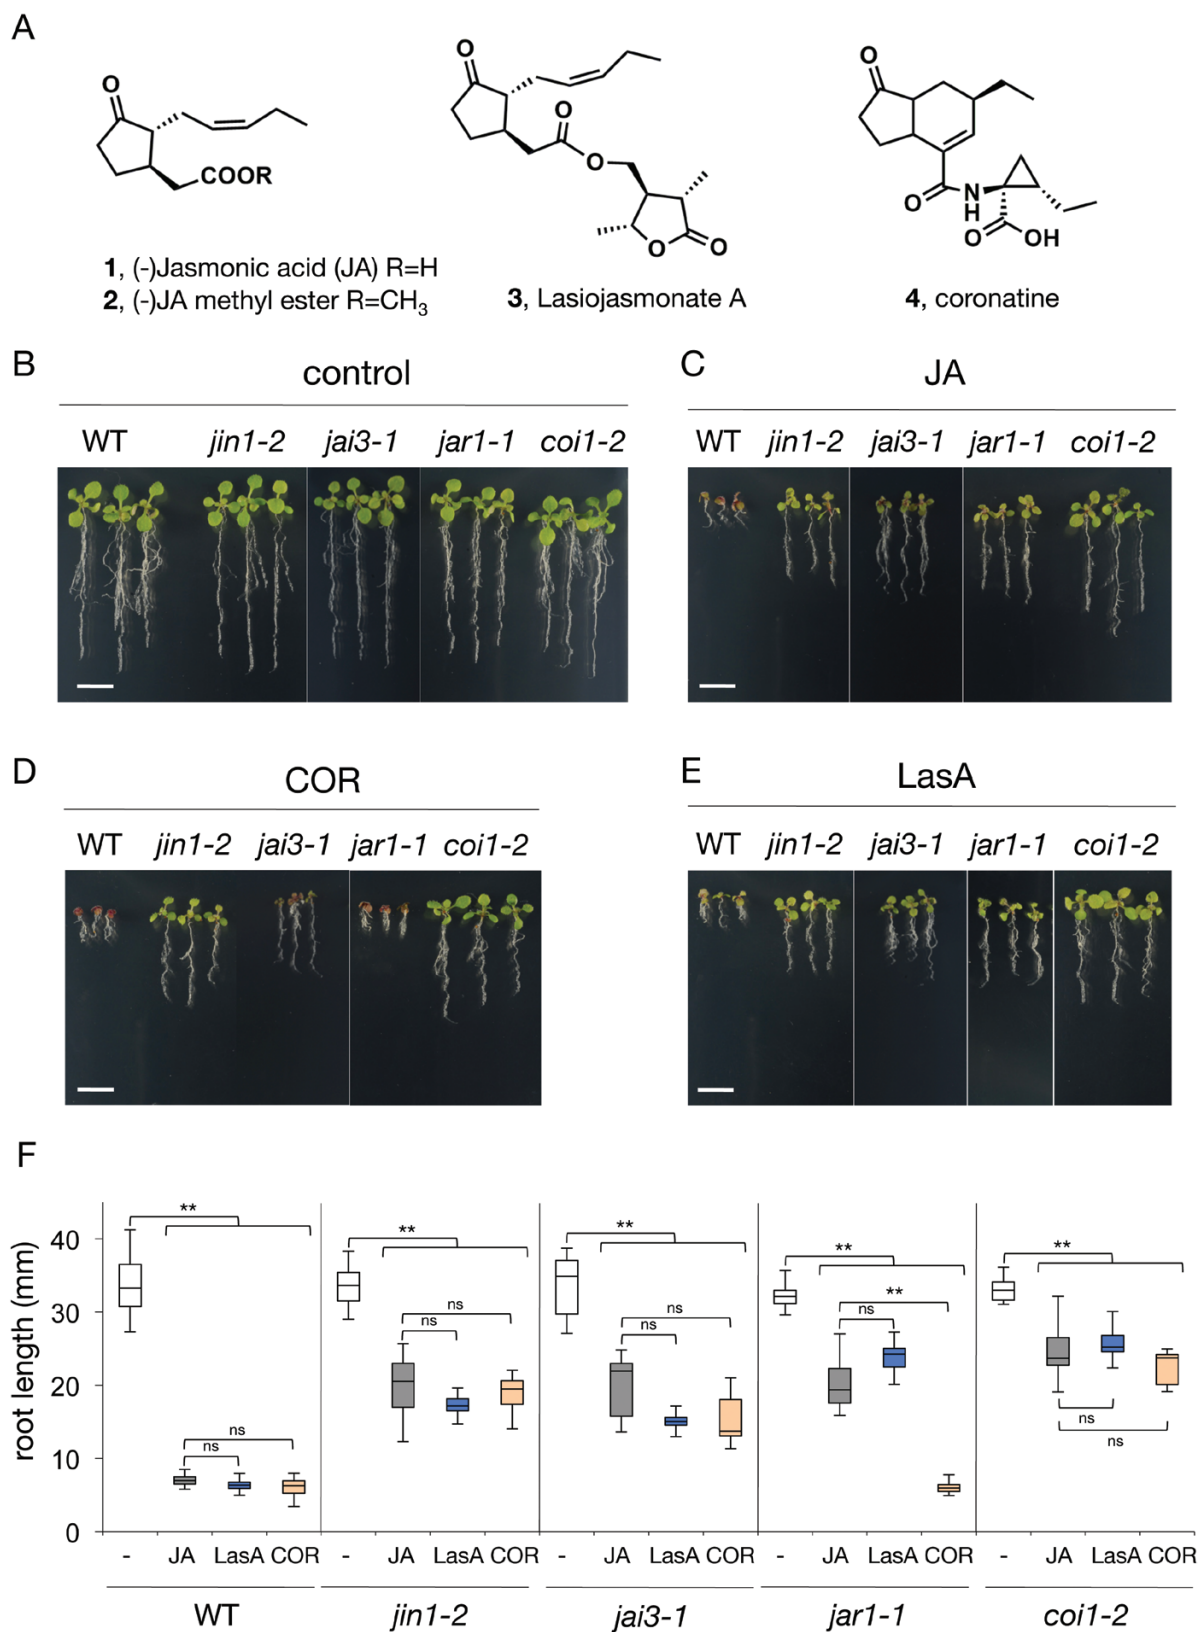 A
O
COOR
1, (-)Jasmonic acid (JA) R=H
2, (-)JA methyl ester R=CH3
O
O
O
O
O
3, Lasiojasmonate A
O
O
N
H
O
OH
4, coronatine
B
control
WT jin1-2 jai3-1 jar1-1 coi1-2
C
JA
WT jin1-2 jai3-1 jar1-1 coi1-2
D
COR
WT jin1-2 jai3-1 jar1-1 coi1-2
E
LasA
WT jin1-2 jai3-1 jar1-1 coi1-2
F
root length (mm)
40
30
20
10
0
** ns ns
** ns ns
** ns ns
** ** ns
** ns ns
- JA LasA COR - JA LasA COR - JA LasA COR - JA LasA COR - JA LasA COR
WT jin1-2 jai3-1 jar1-1 coi1-2